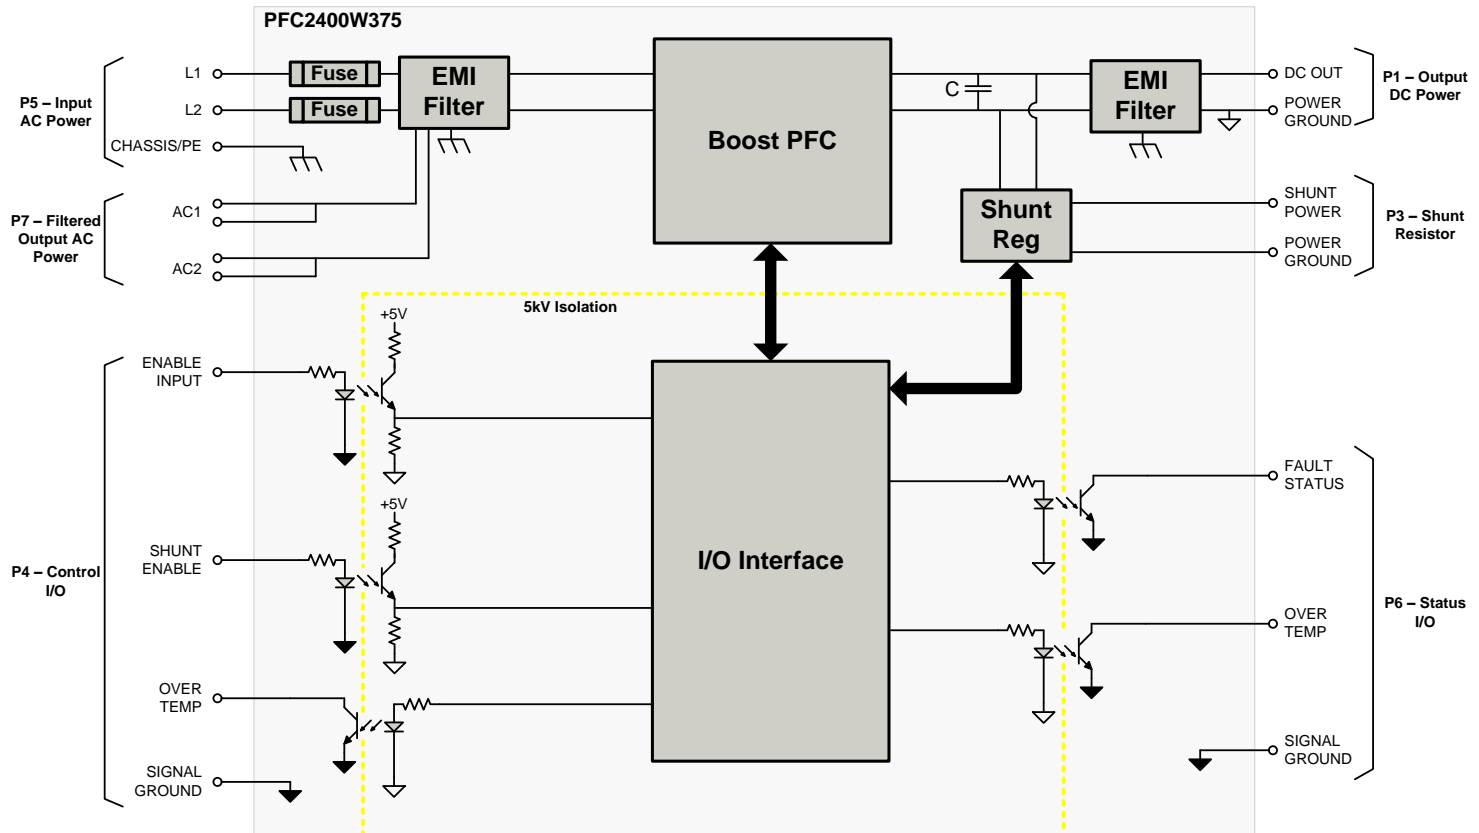 PFC2400W375
P5 – Input
AC Power
L1
L2
CHASSIS/PE
Fuse
Fuse
EMI
Filter
Boost PFC
C
EMI
Filter
DC OUT
POWER
GROUND
P1 – Output
DC Power
P7 – Filtered
Output AC
Power
AC1
AC2
Shunt
Reg
SHUNT
POWER
POWER
GROUND
P3 – Shunt
Resistor
5kV Isolation
P4 – Control
I/O
ENABLE
INPUT
+5V
SHUNT
ENABLE
+5V
OVER
TEMP
SIGNAL
GROUND
I/O Interface
FAULT
STATUS
OVER
TEMP
SIGNAL
GROUND
P6 – Status
I/O